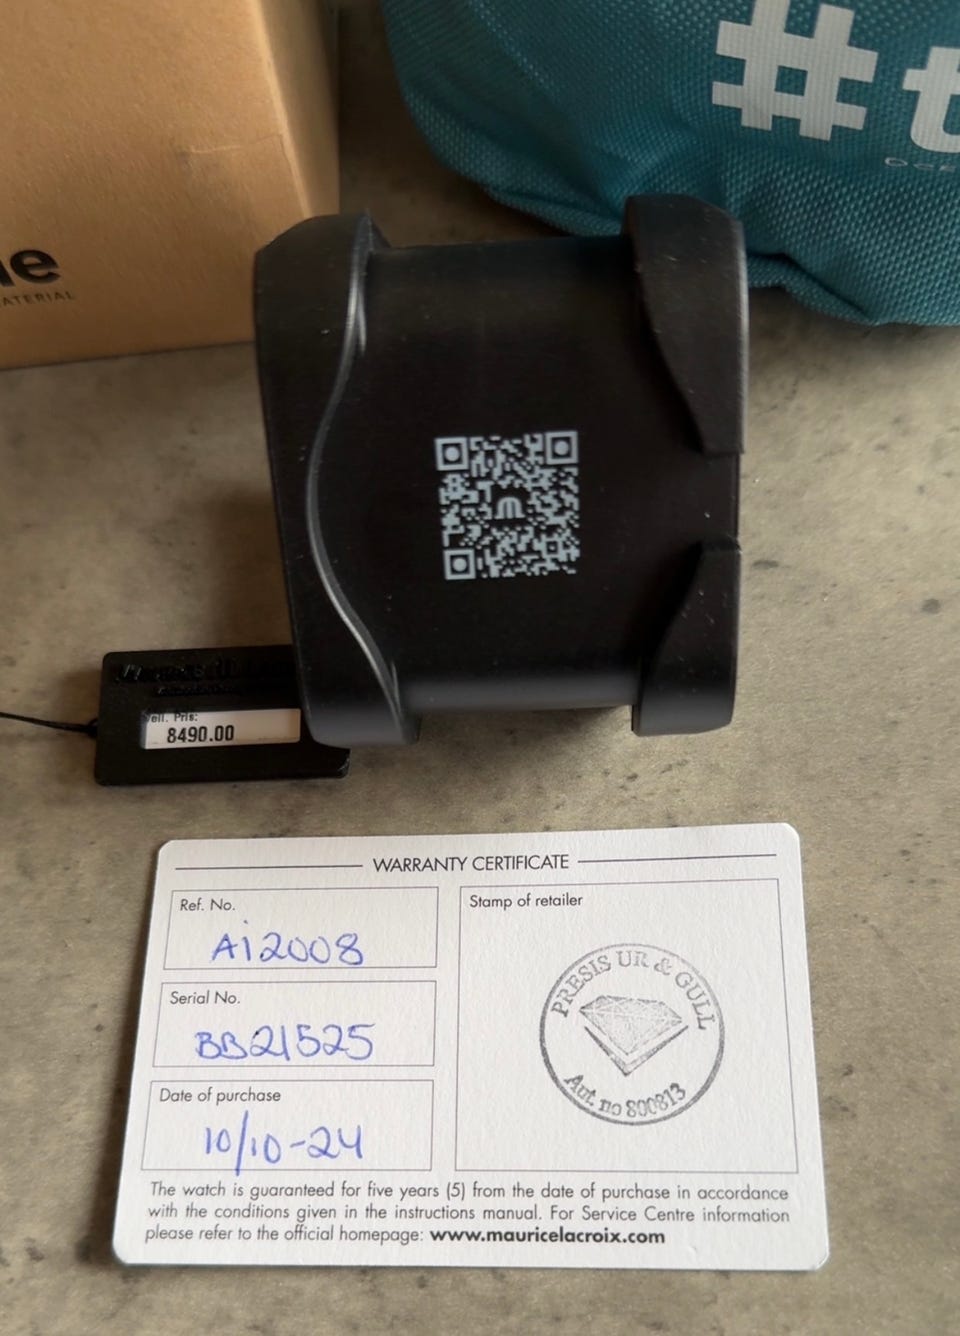 #t
ATERIAL
Veil. Pris:
8490.00
WARRANTY CERTIFICATE
Ref. No.
Ai2008
Serial No.
BB21525
Date of purchase
10/10-24
Stamp of retailer
PRESIS UR & GULL
Aut. no 800813
The watch is guaranteed for five years (5) from the date of purchase in accordance
with the conditions given in the instructions manual. For Service Centre information
please refer to the official homepage: www.mauricelacroix.com